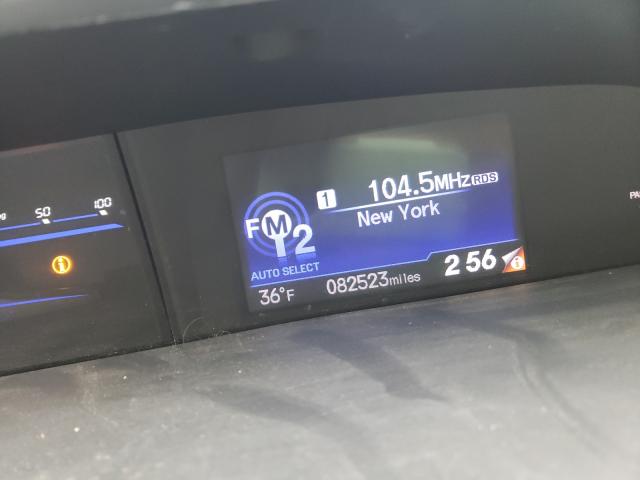 50 100
1 104.5MHz RDS
FM 2
New York
AUTO SELECT
2 56
36°F 082523miles